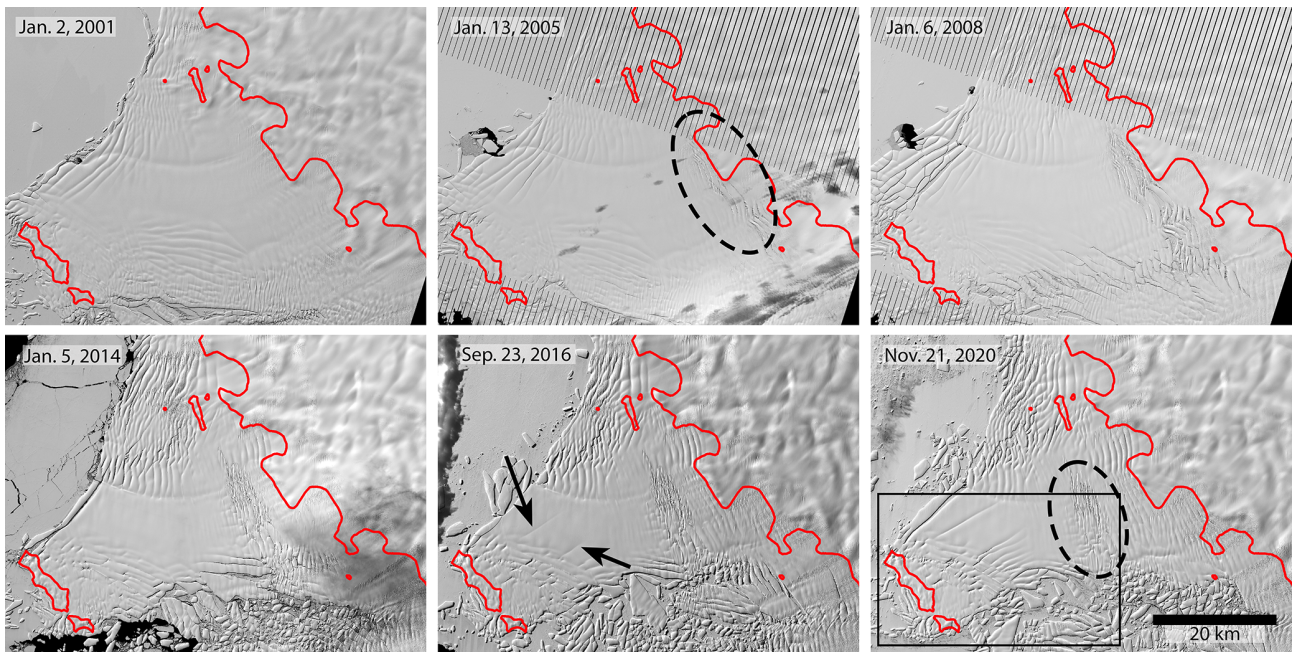 Jan. 2, 2001
Jan. 13, 2005
Jan. 6, 2008
Jan. 5, 2014
Sep. 23, 2016
Nov. 21, 2020
20 km